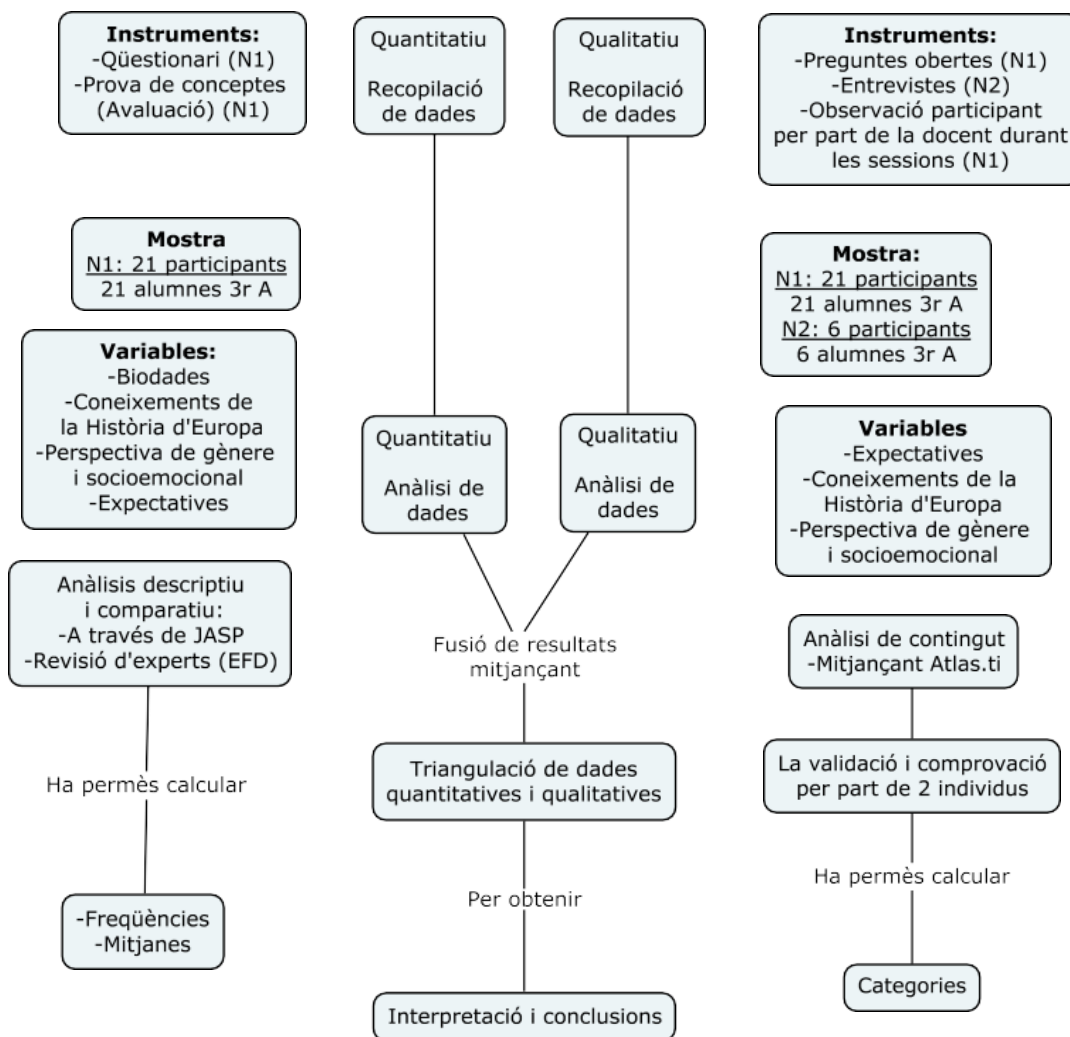 Instruments:
-Qüestionari (N1)
-Prova de conceptes
(Avaluació) (N1)
Mostra
N1: 21 participants
21 alumnes 3r A
Variables:
-Biodades
-Coneixements de
la Història d'Europa
-Perspectiva de gènere
i socioemocional
-Expectatives
Anàlisis descriptiu
i comparatiu:
-A través de JASP
-Revisió d'experts (EFD)
Ha permès calcular
-Freqüències
-Mitjanes
Quantitatiu
Recopilació
de dades
Qualitatiu
Recopilació
de dades
Quantitatiu
Anàlisi de
dades
Qualitatiu
Anàlisi de
dades
Fusió de resultats
mitjançant
Triangulació de dades
quantitatives i qualitatives
Per obtenir
Interpretació i conclusions
Instruments:
-Preguntes obertes (N1)
-Entrevistes (N2)
-Observació participant
per part de la docent durant
les sessions (N1)
Mostra:
N1: 21 participants
21 alumnes 3r A
N2: 6 participants
6 alumnes 3r A
Variables
-Expectatives
-Coneixements de la
Història d'Europa
-Perspectiva de gènere
i socioemocional
Anàlisi de contingut
-Mitjançant Atlas.ti
La validació i comprovació
per part de 2 individus
Ha permès calcular
Categories